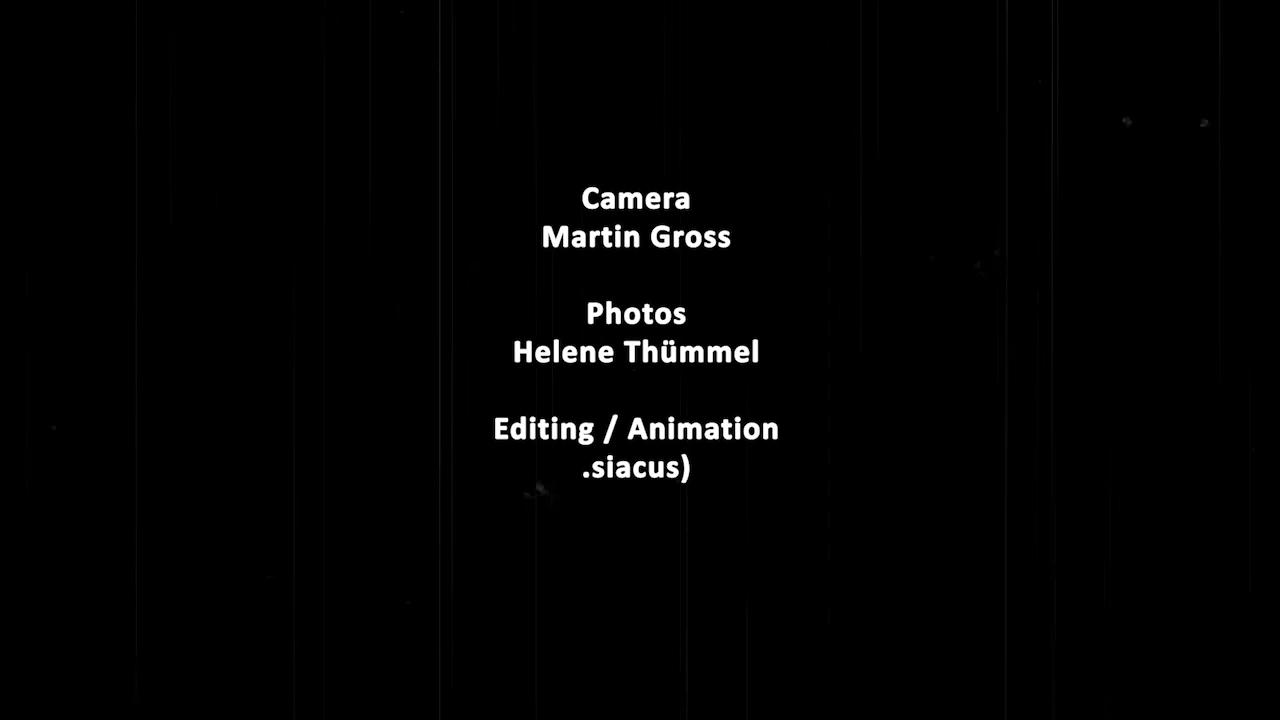 Camera
Martin Gross
Photos
Helene Thümmel
Editing / Animation
.siacus)